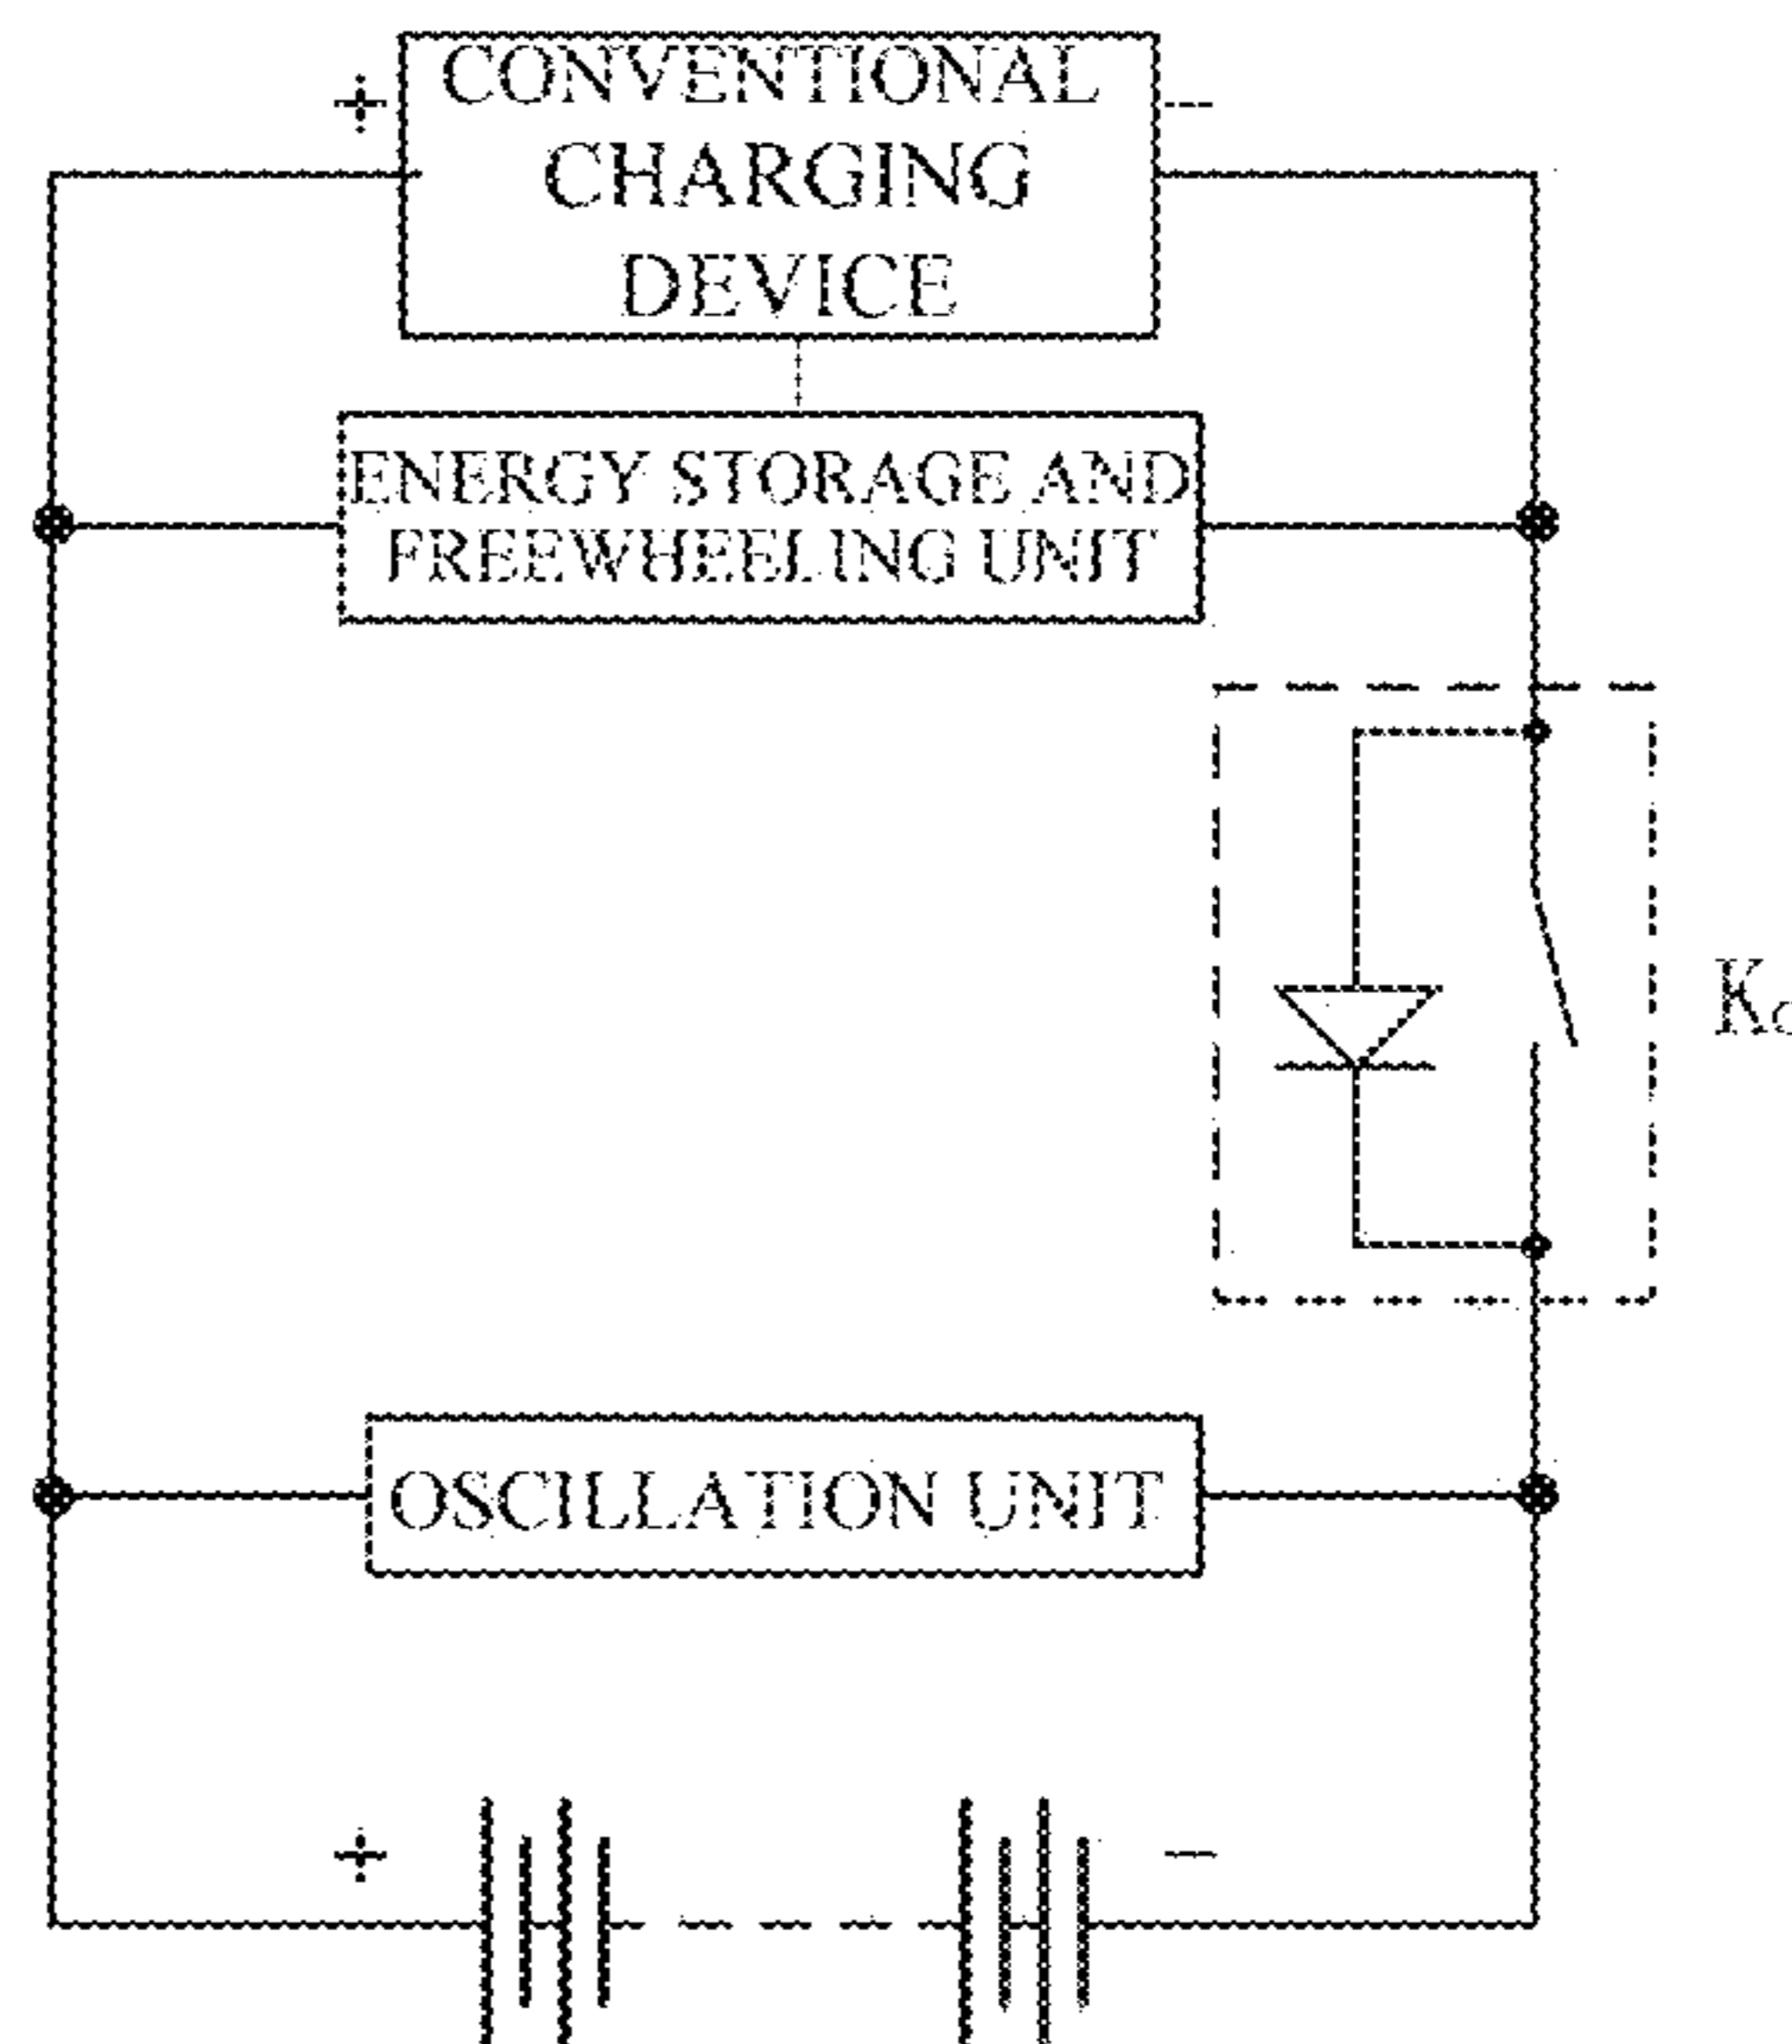 + CONVENTIONAL -
CHARGING
DEVICE
ENERGY STORAGE AND
FREEWHEELING UNIT
OSCILLATION UNIT
+ -